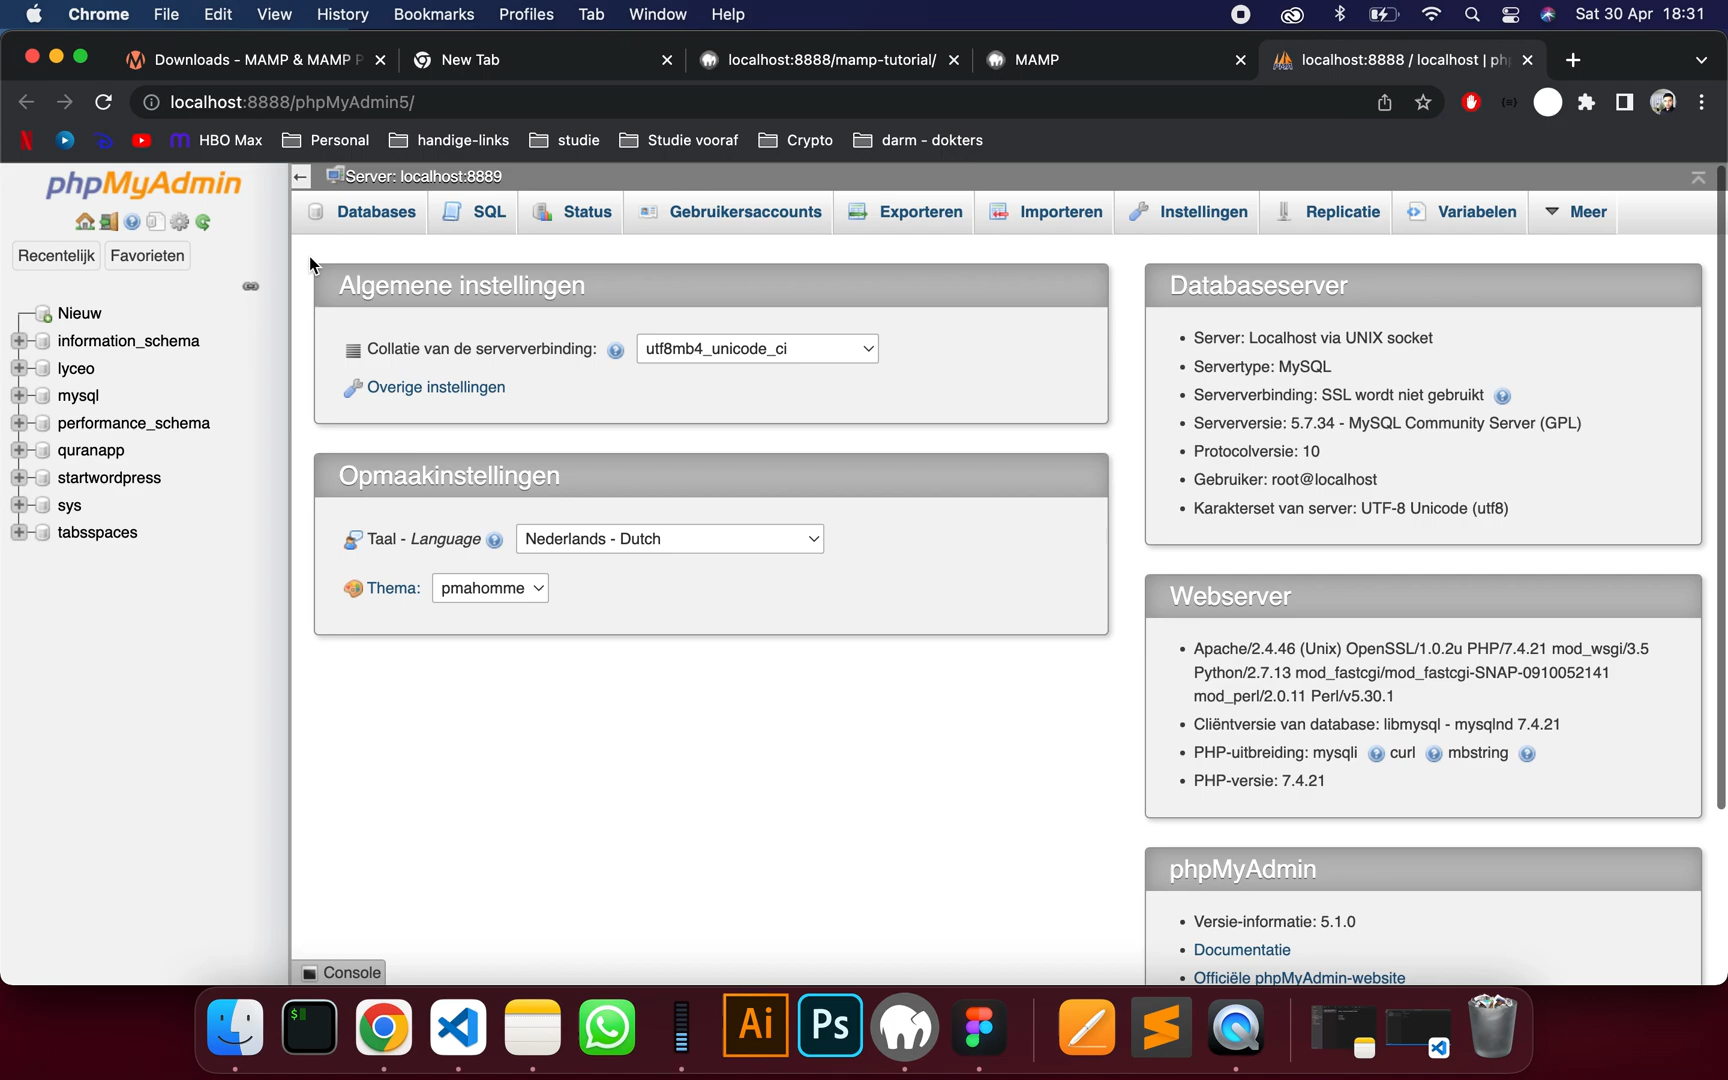 Chrome File Edit View History Bookmarks Profiles Tab Window Help Sat 30 Apr 18:31
Downloads - MAMP & MAMP P New Tab localhost:8888/mamp-tutorial/ MAMP localhost:8888 / localhost | ph
localhost:8888/phpMyAdmin5/
HBO Max Personal handige-links studie Studie vooraf Crypto darm - dokters
phpMyAdmin
Recentelijk Favorieten
Nieuw
information_schema
lyceo
mysql
performance_schema
quranapp
startwordpress
sys
tabsspaces
Server: localhost:8889
Databases SQL Status Gebruikersaccounts Exporteren Importeren Instellingen Replicatie Variabelen Meer
Algemene instellingen
Collatie van de serververbinding: utf8mb4_unicode_ci
Overige instellingen
Opmaakinstellingen
Taal - Language Nederlands - Dutch
Thema: pmahomme
Console
Databaseserver
• Server: Localhost via UNIX socket
• Servertype: MySQL
• Serververbinding: SSL wordt niet gebruikt
• Serverversie: 5.7.34 - MySQL Community Server (GPL)
• Protocolversie: 10
• Gebruiker: root@localhost
• Karakterset van server: UTF-8 Unicode (utf8)
Webserver
• Apache/2.4.46 (Unix) OpenSSL/1.0.2u PHP/7.4.21 mod_wsgi/3.5
Python/2.7.13 mod_fastcgi/mod_fastcgi-SNAP-0910052141
mod_perl/2.0.11 Perl/v5.30.1
• Cliëntversie van database: libmysql - mysqlnd 7.4.21
• PHP-uitbreiding: mysqli curl mbstring
• PHP-versie: 7.4.21
phpMyAdmin
• Versie-informatie: 5.1.0
• Documentatie
• Officiële phpMyAdmin-website
$
Ai Ps